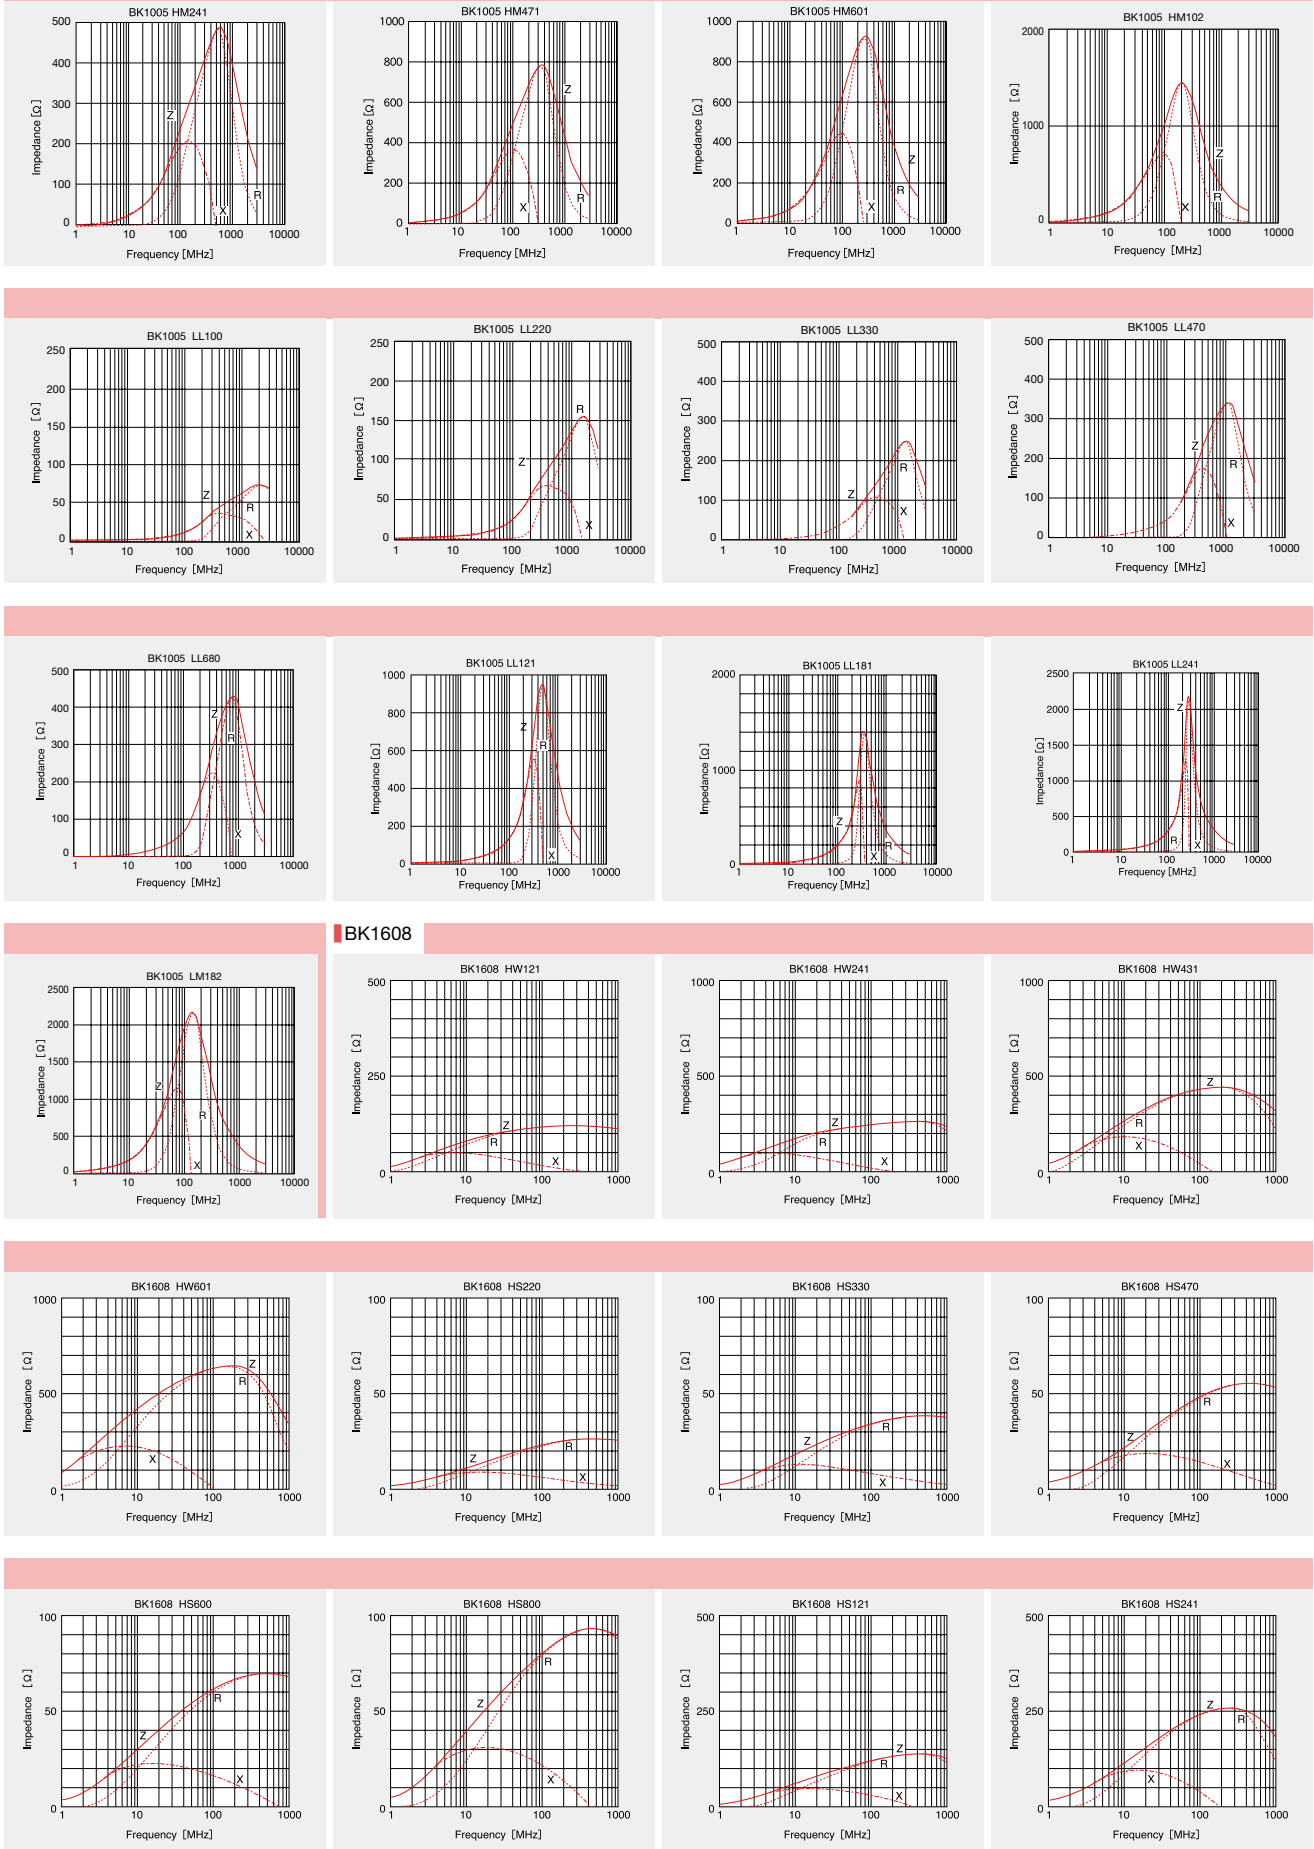 BK1005 HM241
500
400
300
200
100
0
1
10
100
1000
10000
Impedance [Ω]
Frequency [MHz]
Z
R
X
BK1005 HM471
1000
800
600
400
200
0
1
10
100
1000
10000
Impedance [Ω]
Frequency [MHz]
Z
R
X
BK1005 HM601
1000
800
600
400
200
0
1
10
100
1000
10000
Impedance [Ω]
Frequency [MHz]
Z
R
X
BK1005 HM102
2000
1000
0
1
10
100
1000
10000
Impedance [Ω]
Frequency [MHz]
Z
R
X
BK1005 LL100
250
200
150
100
50
0
1
10
100
1000
10000
Impedance [Ω]
Frequency [MHz]
Z
R
X
BK1005 LL220
250
200
150
100
50
0
1
10
100
1000
10000
Impedance [Ω]
Frequency [MHz]
R
Z
X
BK1005 LL330
500
400
300
200
100
0
1
10
100
1000
10000
Impedance [Ω]
Frequency [MHz]
R
Z
X
BK1005 LL470
500
400
300
200
100
0
1
10
100
1000
10000
Impedance [Ω]
Frequency [MHz]
Z
R
X
BK1005 LL680
500
400
300
200
100
0
1
10
100
1000
10000
Impedance [Ω]
Frequency [MHz]
Z
R
X
BK1005 LL121
1000
800
600
400
200
0
1
10
100
1000
10000
Impedance [Ω]
Frequency [MHz]
Z
R
X
BK1005 LL181
2000
1000
0
1
10
100
1000
10000
Impedance [Ω]
Frequency [MHz]
Z
R
X
BK1005 LL241
2500
2000
1500
1000
500
0
1
10
100
1000
10000
Impedance [Ω]
Frequency [MHz]
Z
R
X
BK1005 LM182
2500
2000
1500
1000
500
0
1
10
100
1000
10000
Impedance [Ω]
Frequency [MHz]
Z
R
X
BK1608
BK1608 HW121
500
250
0
1
10
100
1000
Impedance [Ω]
Frequency [MHz]
Z
R
X
BK1608 HW241
1000
500
0
1
10
100
1000
Impedance [Ω]
Frequency [MHz]
Z
R
X
BK1608 HW431
1000
500
0
1
10
100
1000
Impedance [Ω]
Frequency [MHz]
Z
R
X
BK1608 HW601
1000
500
0
1
10
100
1000
Impedance [Ω]
Frequency [MHz]
Z
R
X
BK1608 HS220
100
50
0
1
10
100
1000
Impedance [Ω]
Frequency [MHz]
Z
R
X
BK1608 HS330
100
50
0
1
10
100
1000
Impedance [Ω]
Frequency [MHz]
Z
R
X
BK1608 HS470
100
50
0
1
10
100
1000
Impedance [Ω]
Frequency [MHz]
R
Z
X
BK1608 HS600
100
50
0
1
10
100
1000
Impedance [Ω]
Frequency [MHz]
R
Z
X
BK1608 HS800
100
50
0
1
10
100
1000
Impedance [Ω]
Frequency [MHz]
R
Z
X
BK1608 HS121
500
250
0
1
10
100
1000
Impedance [Ω]
Frequency [MHz]
Z
R
X
BK1608 HS241
500
250
0
1
10
100
1000
Impedance [Ω]
Frequency [MHz]
Z
R
X